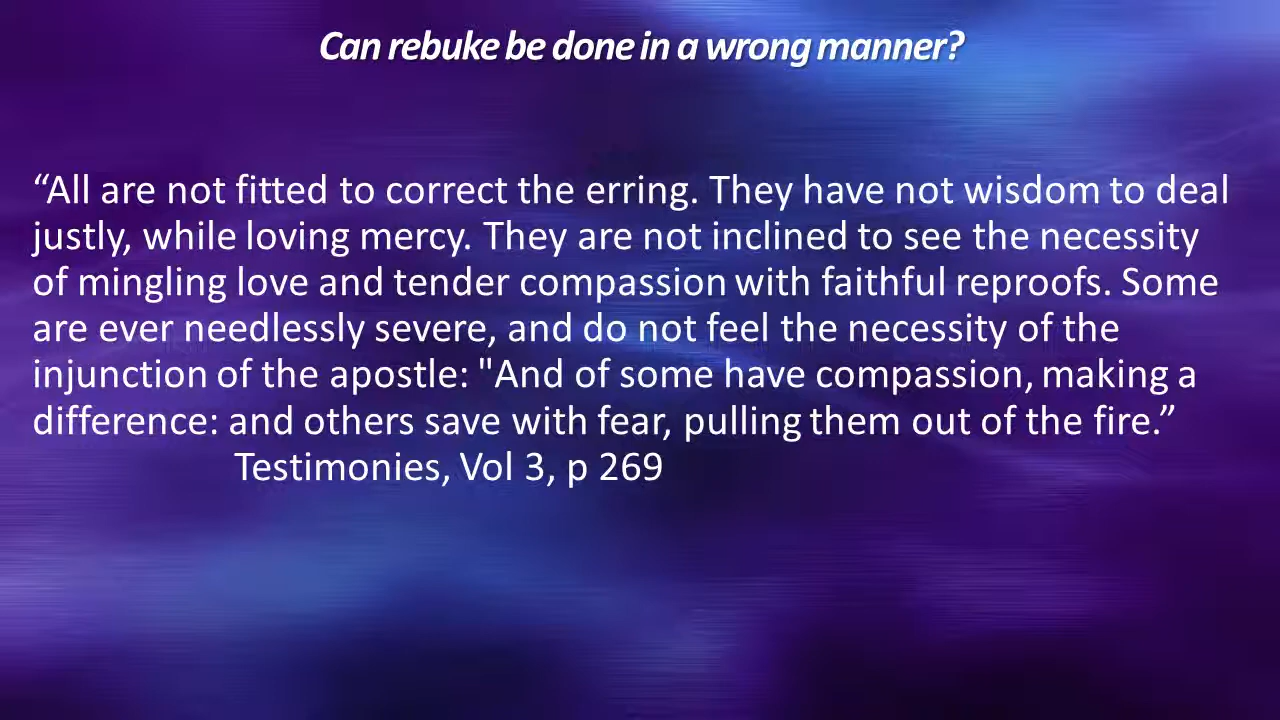 Can rebuke be done in a wrong manner?
“All are not fitted to correct the erring. They have not wisdom to deal
justly, while loving mercy. They are not inclined to see the necessity
of mingling love and tender compassion with faithful reproofs. Some
are ever needlessly severe, and do not feel the necessity of the
injunction of the apostle: "And of some have compassion, making a
difference: and others save with fear, pulling them out of the fire.”
Testimonies, Vol 3, p 269